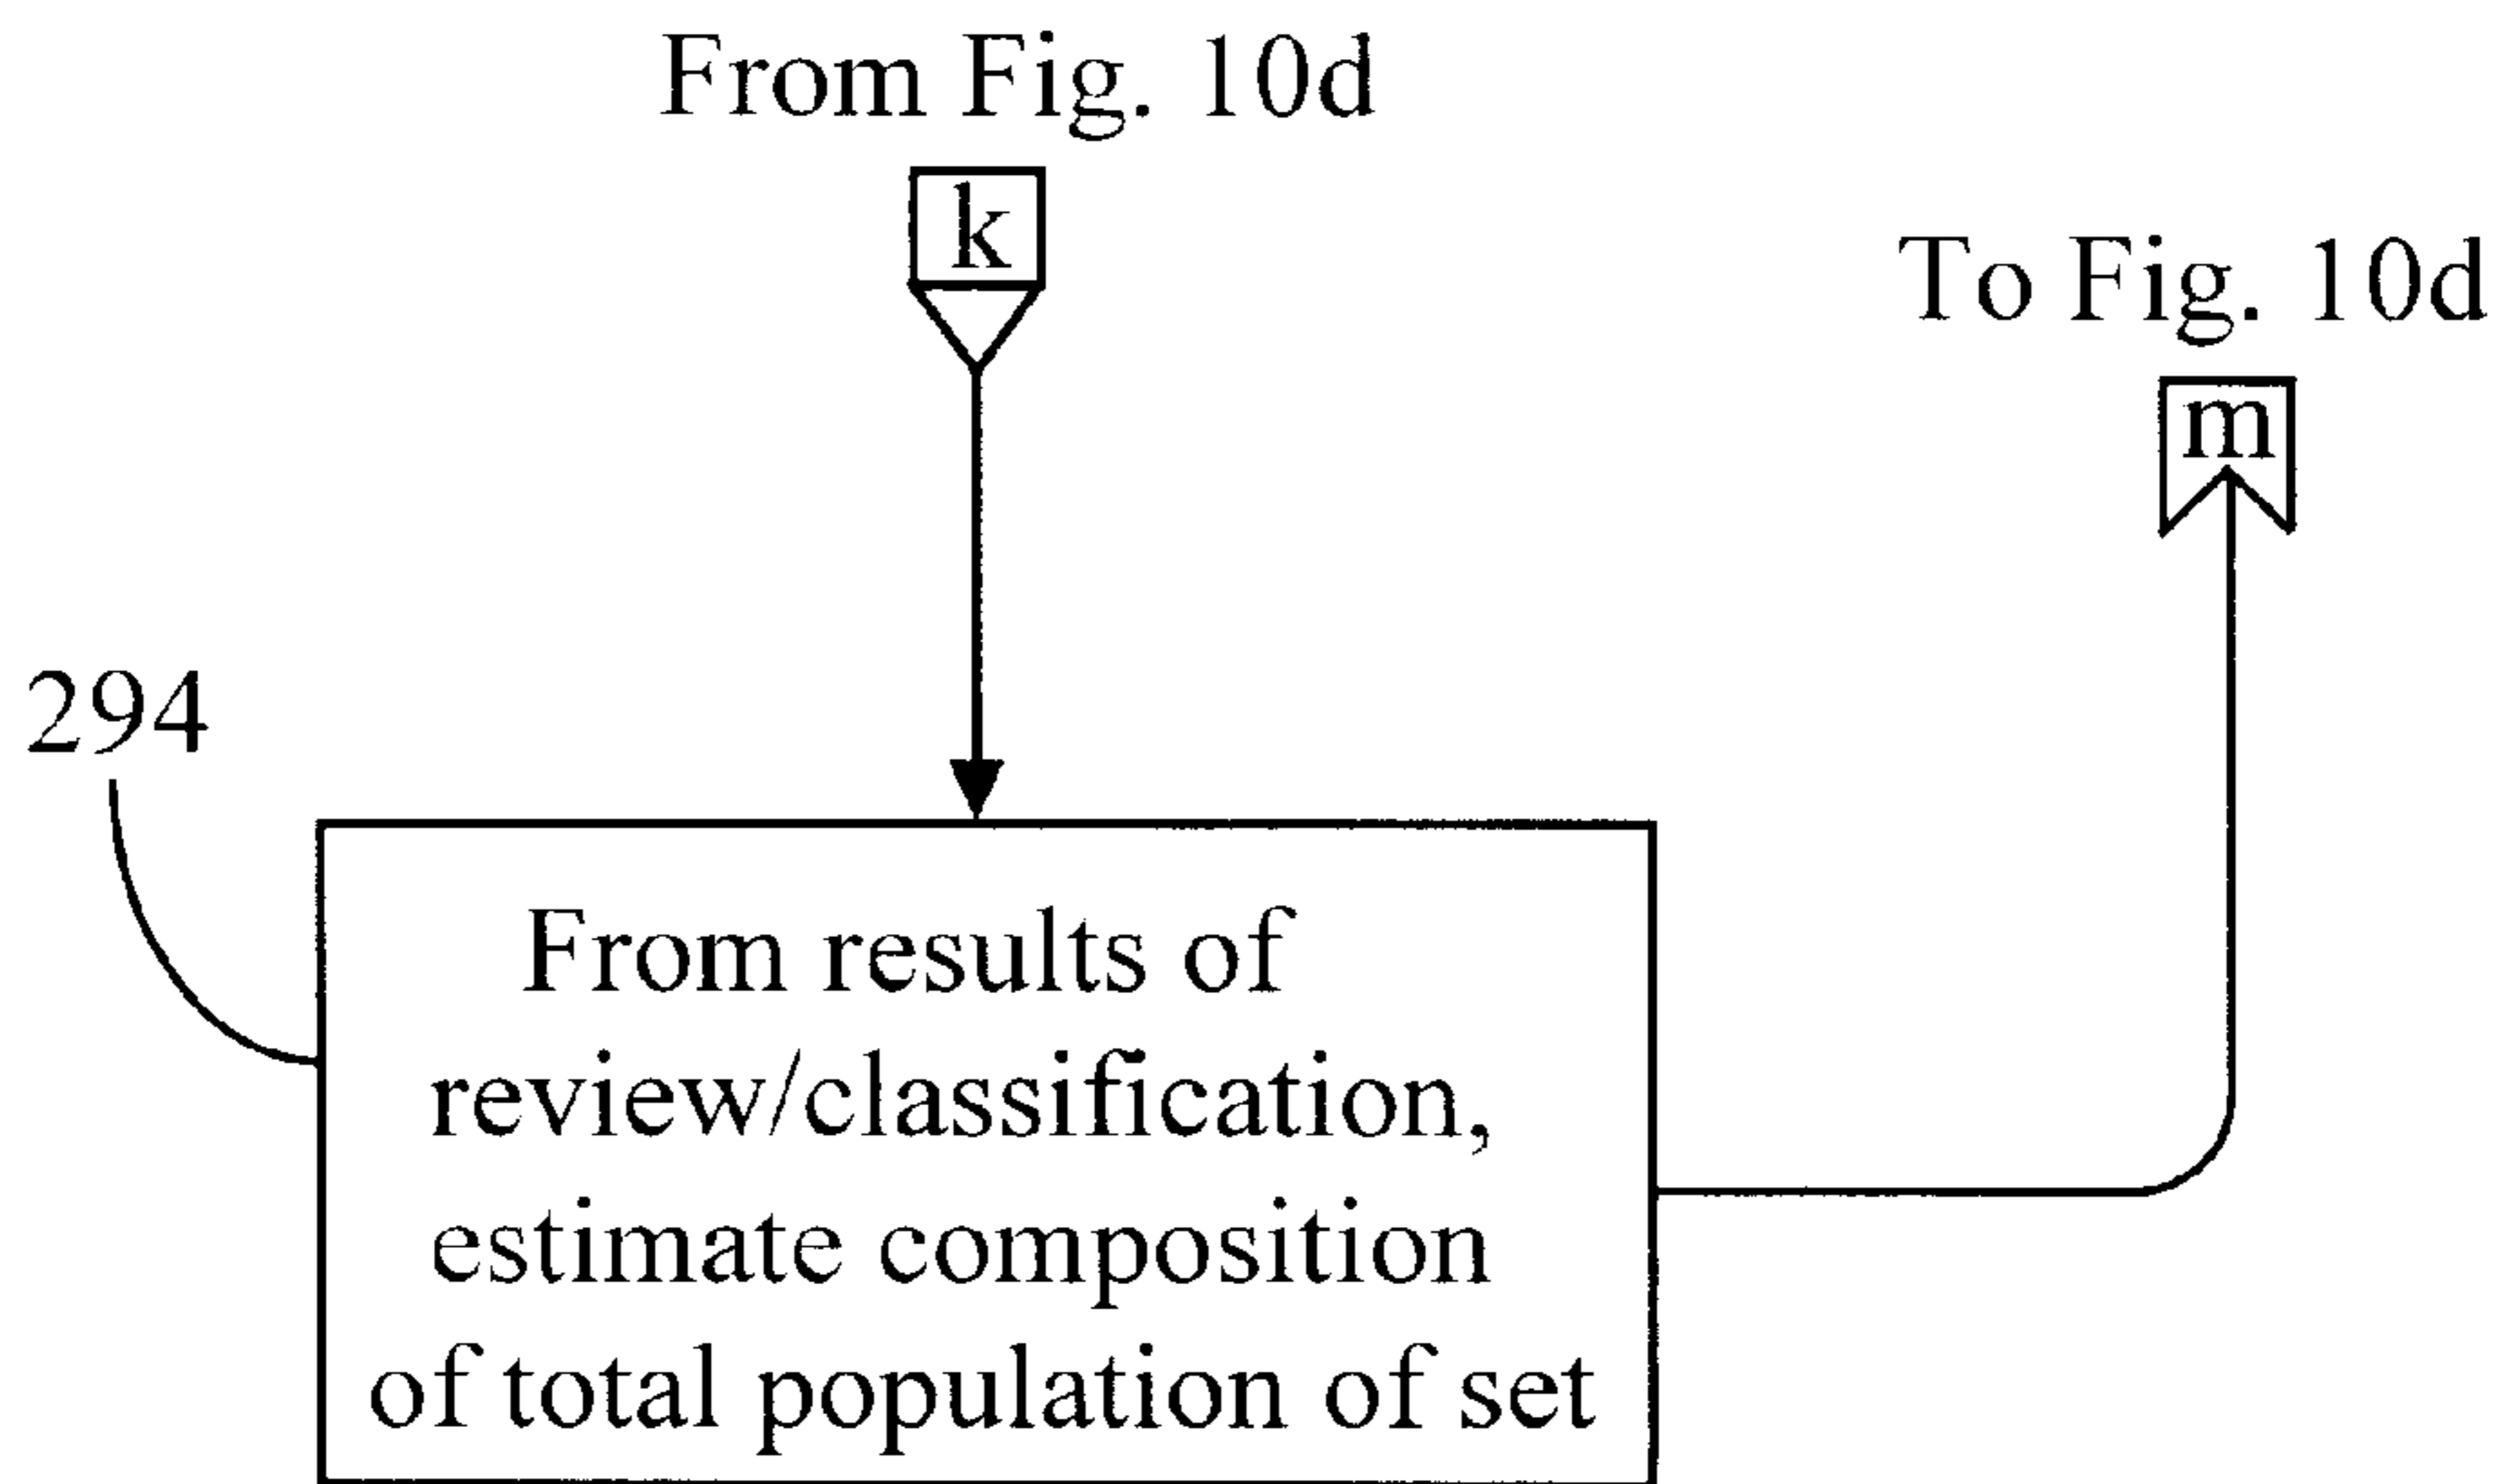 From Fig. 10d
k
To Fig. 10d
m
294
From results of
review/classification,
estimate composition
of total population of set